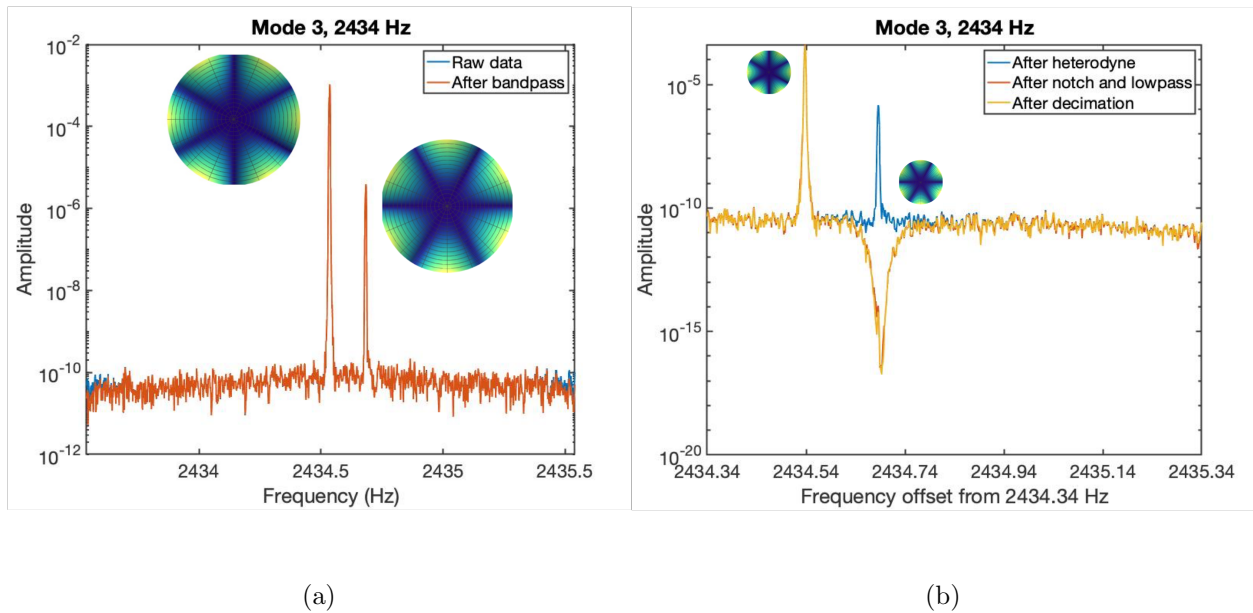 Mode 3, 2434 Hz
Raw data
After bandpass
Amplitude
10^-2
10^-4
10^-6
10^-8
10^-10
10^-12
2434 2434.5 2435 2435.5
Frequency (Hz)
(a)
Mode 3, 2434 Hz
After heterodyne
After notch and lowpass
After decimation
Amplitude
10^-5
10^-10
10^-15
10^-20
2434.34 2434.54 2434.74 2434.94 2435.14 2435.34
Frequency offset from 2434.34 Hz
(b)